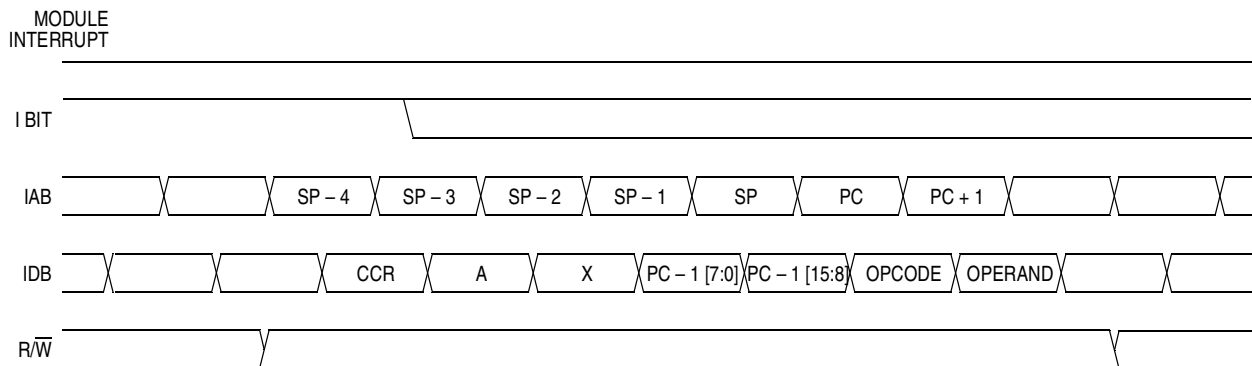 MODULE
INTERRUPT
I BIT
IAB SP – 4 SP – 3 SP – 2 SP – 1 SP PC PC + 1
IDB CCR A X PC – 1 [7:0] PC – 1 [15:8] OPCODE OPERAND
R/W̅